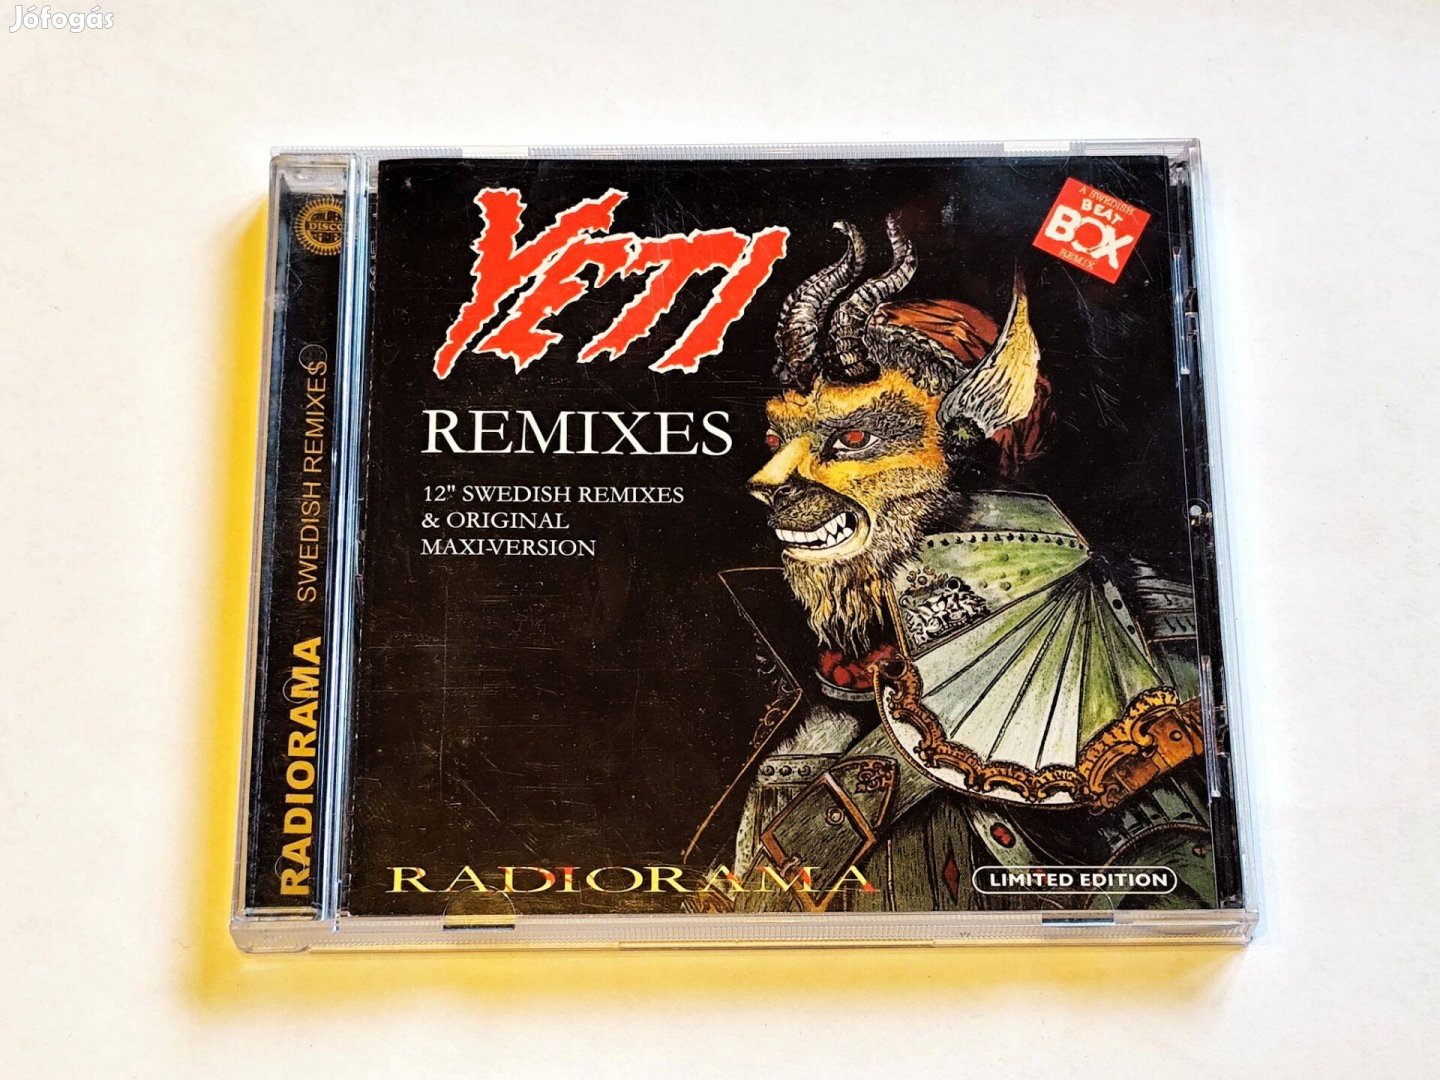 Jófogás
GOLDEN
DISCO
RADIORAMA SWEDISH REMIXES
YETI
REMIXES
12" SWEDISH REMIXES
& ORIGINAL
MAXI-VERSION
A SWEDISH
BEAT
BOX
REMIX
RADIORAMA
LIMITED EDITION